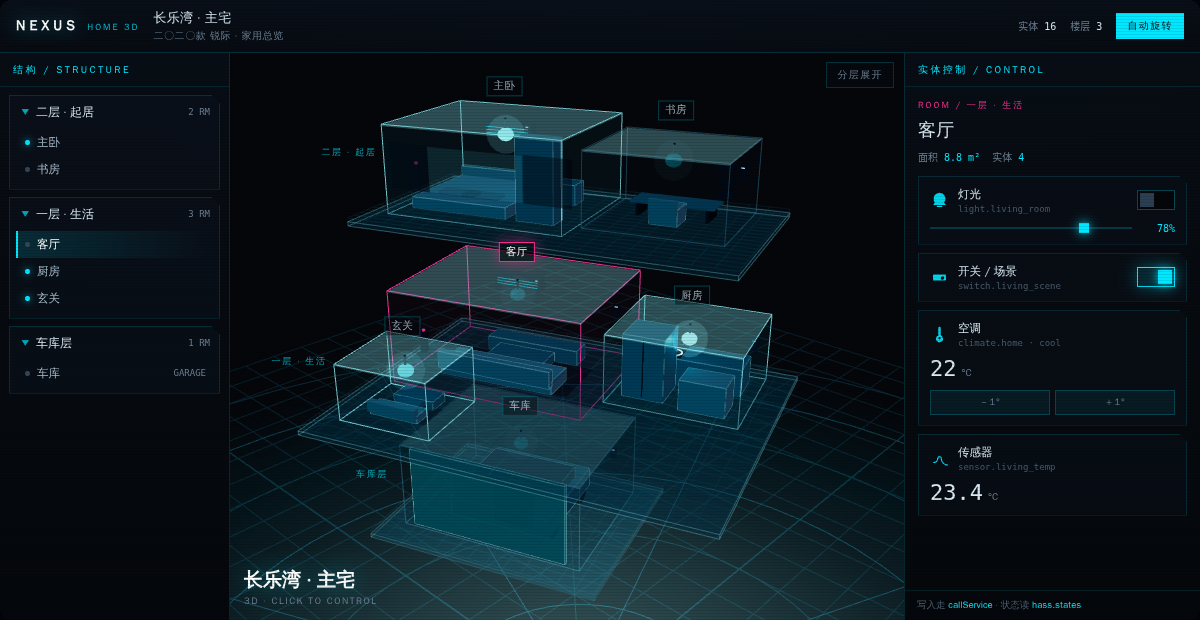 NEXUS HOME 3D
长乐湾 · 主宅
二〇二〇款 锐际 · 家用总览
实体 16 楼层 3
自动旋转
结构 / STRUCTURE
二层 · 起居 2 RM
主卧
书房
一层 · 生活 3 RM
客厅
厨房
玄关
车库层 1 RM
车库 GARAGE
分层展开
主卧
书房
二层 · 起居
客厅
厨房
玄关
一层 · 生活
车库
车库层
长乐湾 · 主宅
3D · CLICK TO CONTROL
实体控制 / CONTROL
ROOM / 一层 · 生活
客厅
面积 8.8 m² 实体 4
灯光
light.living_room
78%
开关 / 场景
switch.living_scene
空调
climate.home · cool
22 °C
− 1° + 1°
传感器
sensor.living_temp
23.4 °C
写入走 callService · 状态读 hass.states